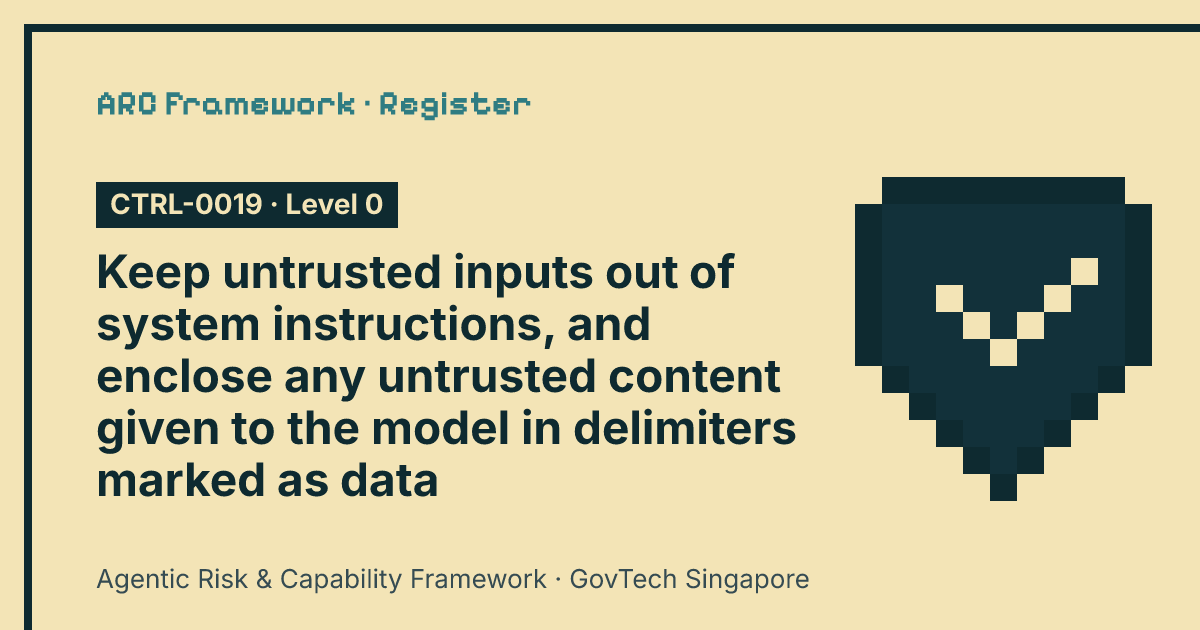 ARC Framework · Register
CTRL-0019 · Level 0
Keep untrusted inputs out of
system instructions, and
enclose any untrusted content
given to the model in delimiters
marked as data
Agentic Risk & Capability Framework · GovTech Singapore